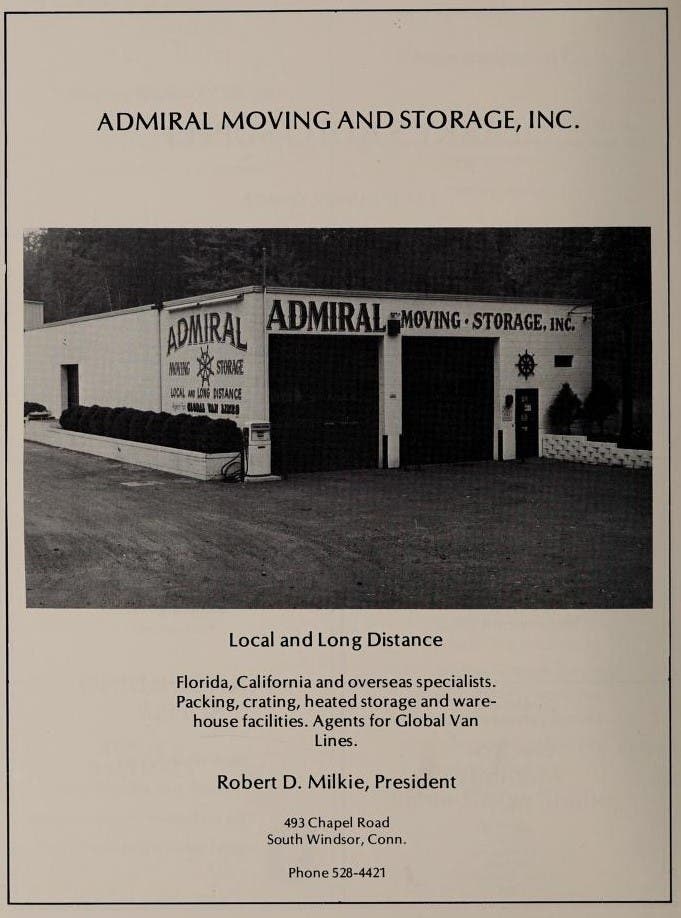 ADMIRAL MOVING AND STORAGE, INC.
ADMIRAL MOVING • STORAGE, INC.
ADMIRAL
MOVING STORAGE
LOCAL AND LONG DISTANCE
GLOBAL VAN LINES
Local and Long Distance
Florida, California and overseas specialists.
Packing, crating, heated storage and ware-
house facilities. Agents for Global Van
Lines.
Robert D. Milkie, President
493 Chapel Road
South Windsor, Conn.
Phone 528-4421